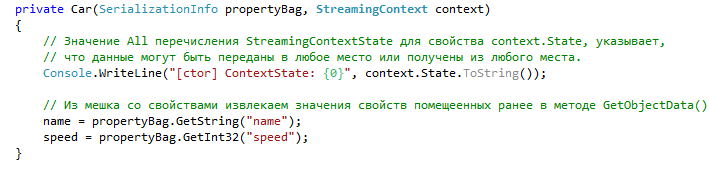 private Car(SerializationInfo propertyBag, StreamingContext context)
{
// Значение All перечисления StreamingContextState для свойства context.State, указывает,
// что данные могут быть переданы в любое место или получены из любого места.
Console.WriteLine("[ctor] ContextState: {0}", context.State.ToString());
// Из мешка со свойствами извлекаем значения свойств помещеенных ранее в методе GetObjectData()
name = propertyBag.GetString("name");
speed = propertyBag.GetInt32("speed");
}